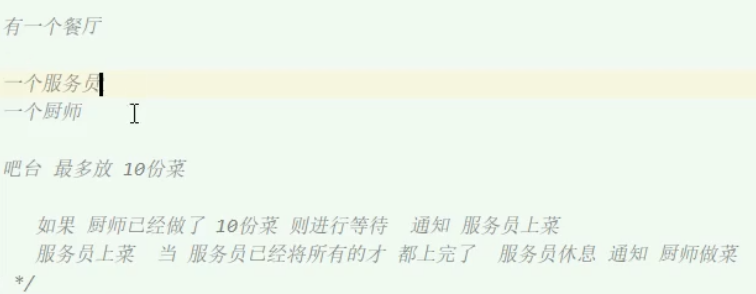 有一个餐厅
一个服务员
一个厨师
吧台 最多放 10份菜
如果 厨师已经做了 10份菜 则进行等待 通知 服务员上菜
服务员上菜 当 服务员已经将所有的才 都上完了 服务员休息 通知 厨师做菜
*/